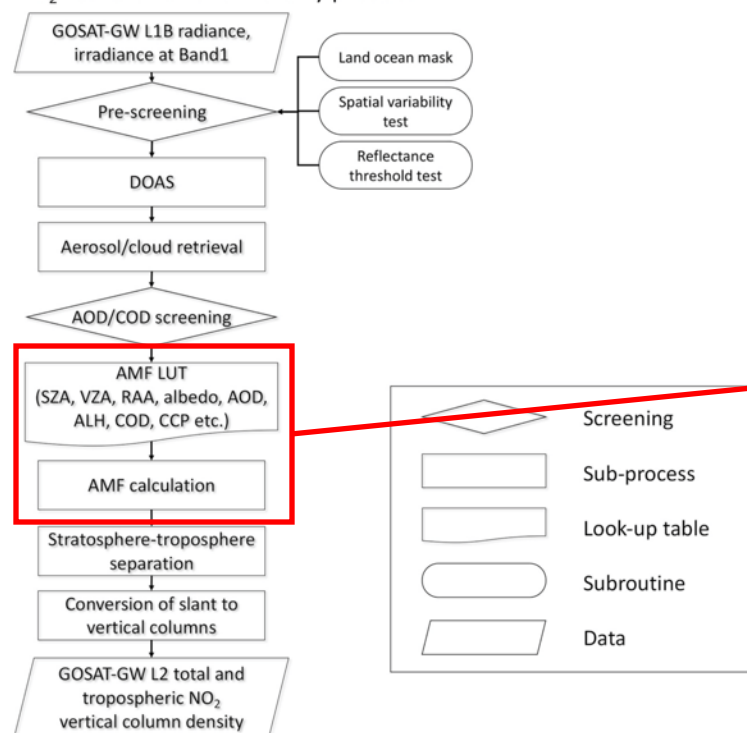 GOSAT-GW L1B radiance,
irradiance at Band1
Land ocean mask
Pre-screening
Spatial variability
test
Reflectance
threshold test
DOAS
Aerosol/cloud retrieval
AOD/COD screening
AMF LUT
(SZA, VZA, RAA, albedo, AOD,
ALH, COD, CCP etc.)
AMF calculation
Stratosphere-troposphere
separation
Conversion of slant to
vertical columns
GOSAT-GW L2 total and
tropospheric NO₂
vertical column density
Screening
Sub-process
Look-up table
Subroutine
Data